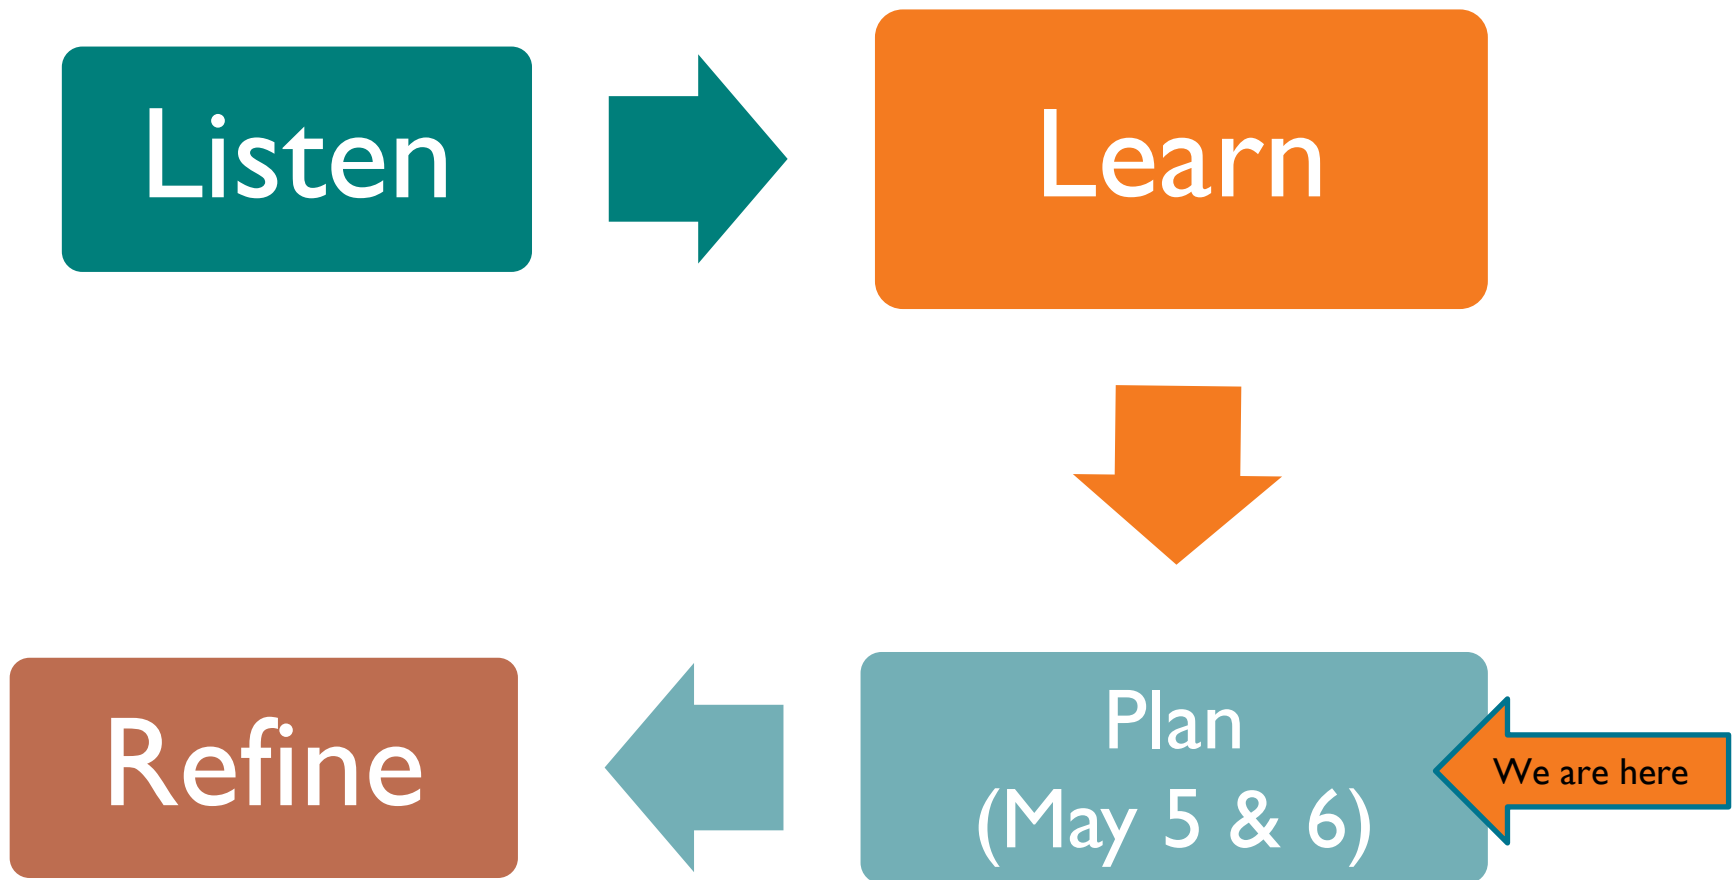 Listen
Learn
Plan
(May 5 & 6)
We are here
Refine